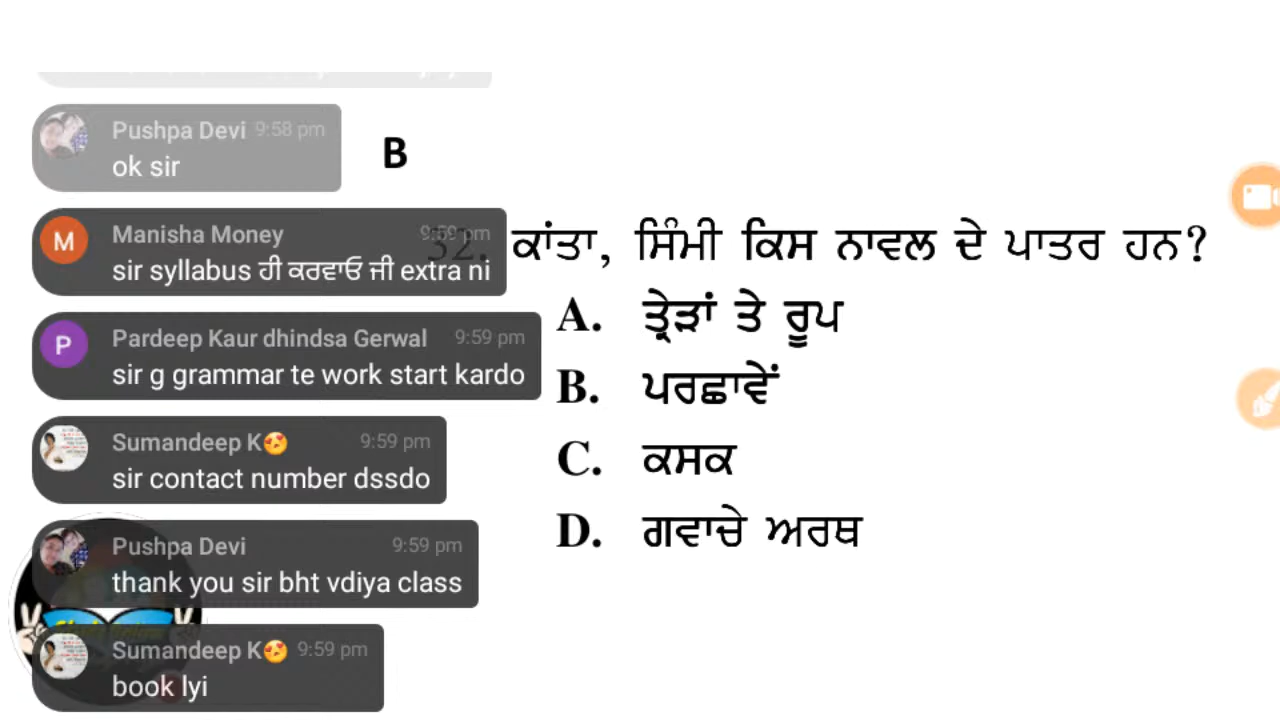 Pushpa Devi 9:58 pm
ok sir
B
Manisha Money 9:59 pm
sir syllabus ਹੀ ਕਰਵਾਓ ਜੀ extra ni
32. ਕਾਂਤਾ, ਸਿੰਮੀ ਕਿਸ ਨਾਵਲ ਦੇ ਪਾਤਰ ਹਨ?
A. ਤ੍ਰੇੜਾਂ ਤੇ ਰੂਪ
P
Pardeep Kaur dhindsa Gerwal 9:59 pm
sir g grammar te work start kardo
B. ਪਰਛਾਵੇਂ
Sumandeep K😍 9:59 pm
sir contact number dssdo
C. ਕਸਕ
Pushpa Devi 9:59 pm
thank you sir bht vdiya class
D. ਗਵਾਚੇ ਅਰਥ
Sumandeep K😍 9:59 pm
book lyi